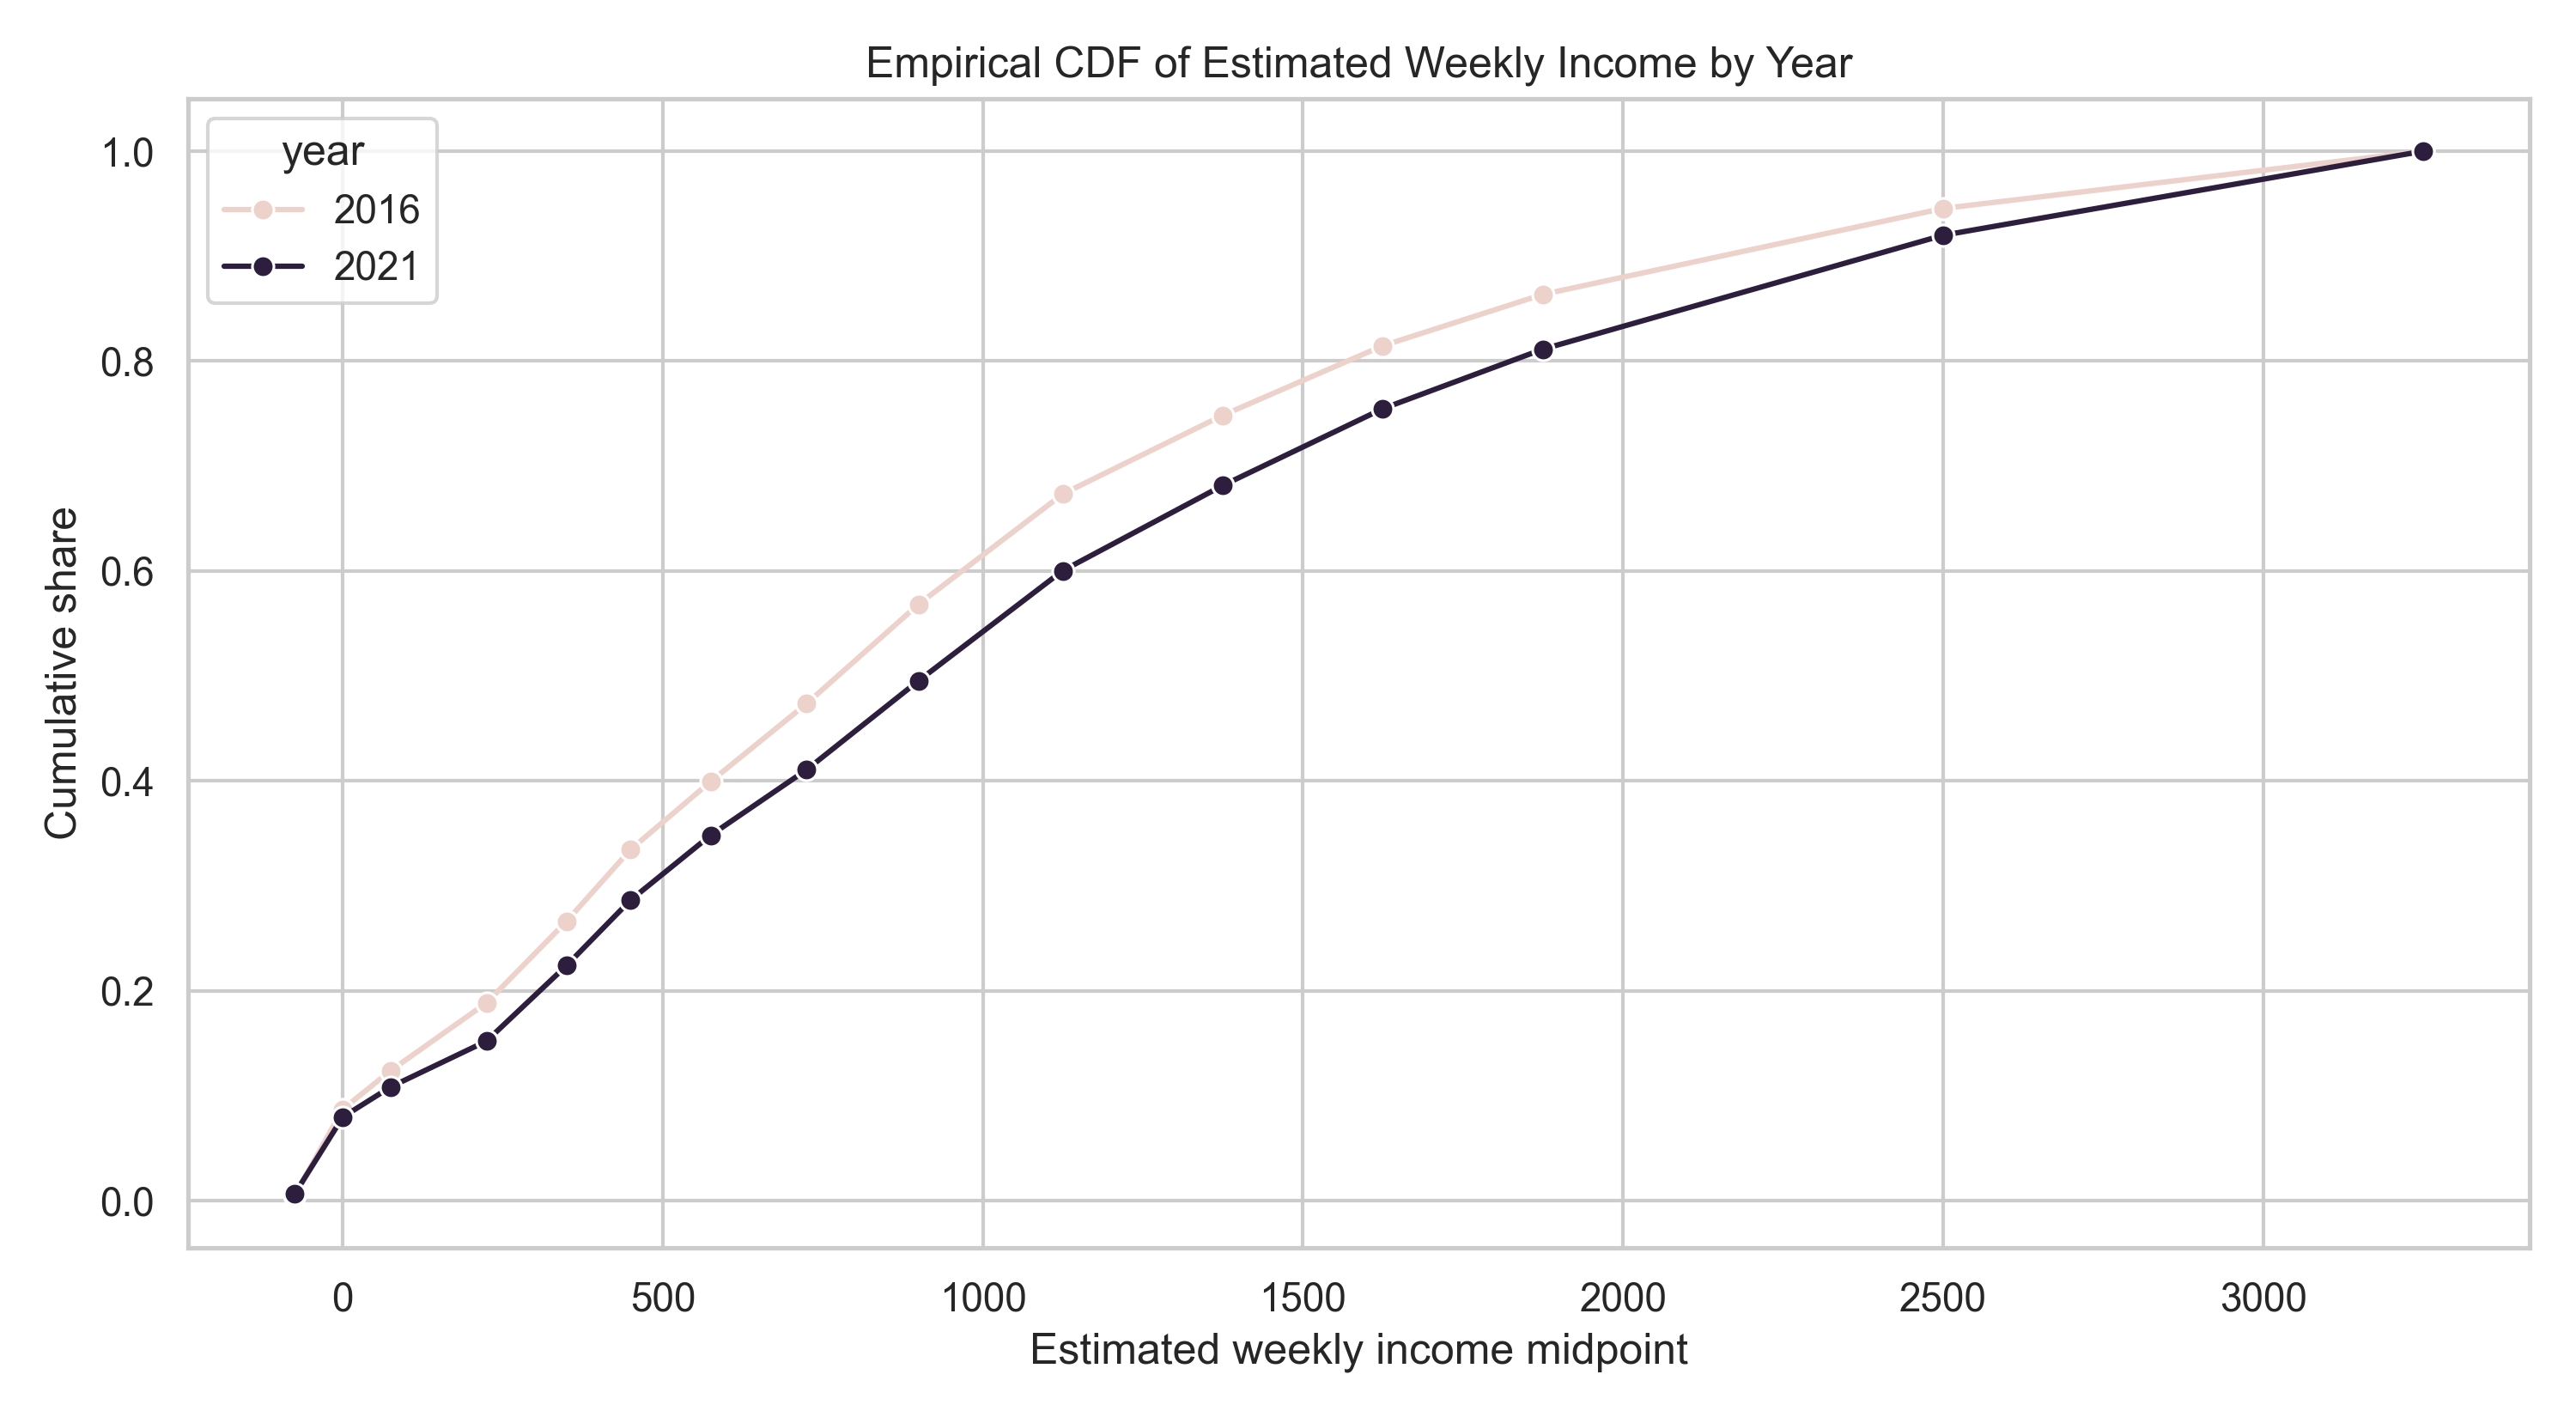 Empirical CDF of Estimated Weekly Income by Year
year
2016
2021
1.0
0.8
0.6
0.4
0.2
0.0
Cumulative share
0 500 1000 1500 2000 2500 3000
Estimated weekly income midpoint